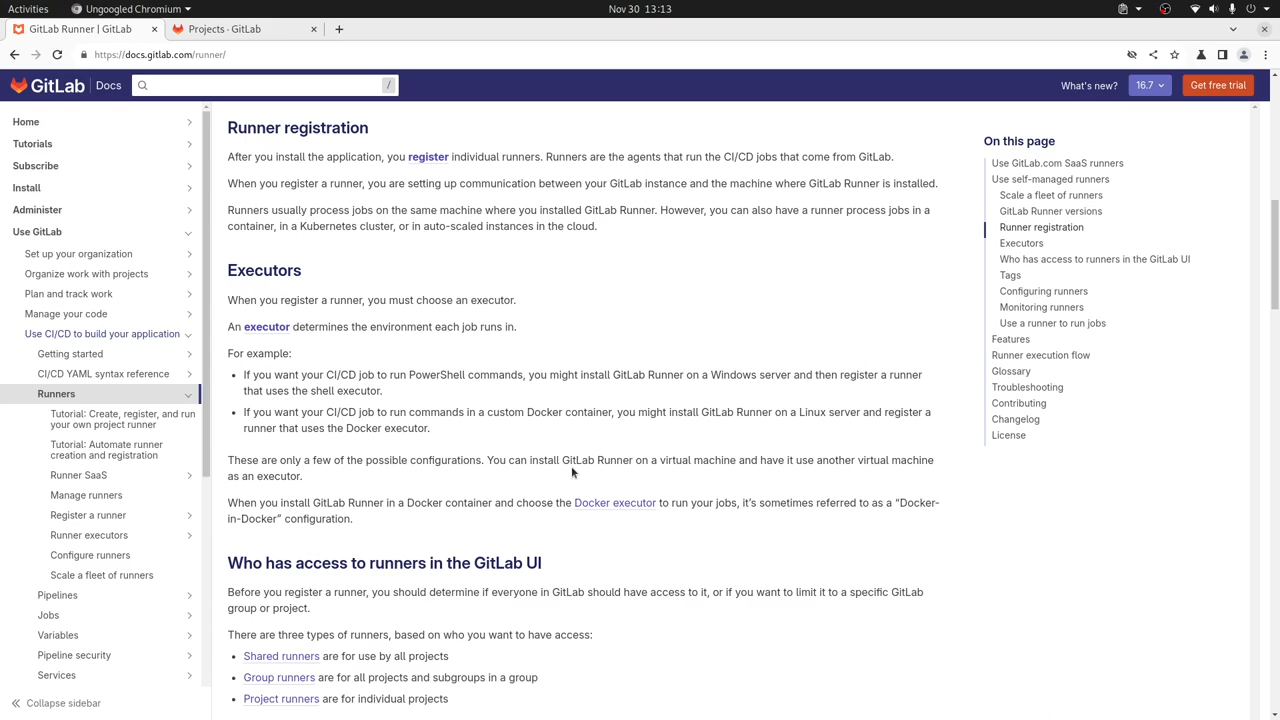 Activities
Ungoogled Chromium
Nov 30 13:13
GitLab Runner | GitLab
Projects · GitLab
https://docs.gitlab.com/runner/
GitLab Docs
/
What's new?
16.7
Get free trial
Home
Tutorials
Subscribe
Install
Administer
Use GitLab
Set up your organization
Organize work with projects
Plan and track work
Manage your code
Use CI/CD to build your application
Getting started
CI/CD YAML syntax reference
Runners
Tutorial: Create, register, and run
your own project runner
Tutorial: Automate runner
creation and registration
Runner SaaS
Manage runners
Register a runner
Runner executors
Configure runners
Scale a fleet of runners
Pipelines
Jobs
Variables
Pipeline security
Services
Collapse sidebar
Runner registration
After you install the application, you register individual runners. Runners are the agents that run the CI/CD jobs that come from GitLab.
When you register a runner, you are setting up communication between your GitLab instance and the machine where GitLab Runner is installed.
Runners usually process jobs on the same machine where you installed GitLab Runner. However, you can also have a runner process jobs in a
container, in a Kubernetes cluster, or in auto-scaled instances in the cloud.
Executors
When you register a runner, you must choose an executor.
An executor determines the environment each job runs in.
For example:
• If you want your CI/CD job to run PowerShell commands, you might install GitLab Runner on a Windows server and then register a runner
that uses the shell executor.
• If you want your CI/CD job to run commands in a custom Docker container, you might install GitLab Runner on a Linux server and register a
runner that uses the Docker executor.
These are only a few of the possible configurations. You can install GitLab Runner on a virtual machine and have it use another virtual machine
as an executor.
When you install GitLab Runner in a Docker container and choose the Docker executor to run your jobs, it’s sometimes referred to as a “Docker-
in-Docker” configuration.
Who has access to runners in the GitLab UI
Before you register a runner, you should determine if everyone in GitLab should have access to it, or if you want to limit it to a specific GitLab
group or project.
There are three types of runners, based on who you want to have access:
• Shared runners are for use by all projects
• Group runners are for all projects and subgroups in a group
• Project runners are for individual projects
On this page
Use GitLab.com SaaS runners
Use self-managed runners
Scale a fleet of runners
GitLab Runner versions
Runner registration
Executors
Who has access to runners in the GitLab UI
Tags
Configuring runners
Monitoring runners
Use a runner to run jobs
Features
Runner execution flow
Glossary
Troubleshooting
Contributing
Changelog
License